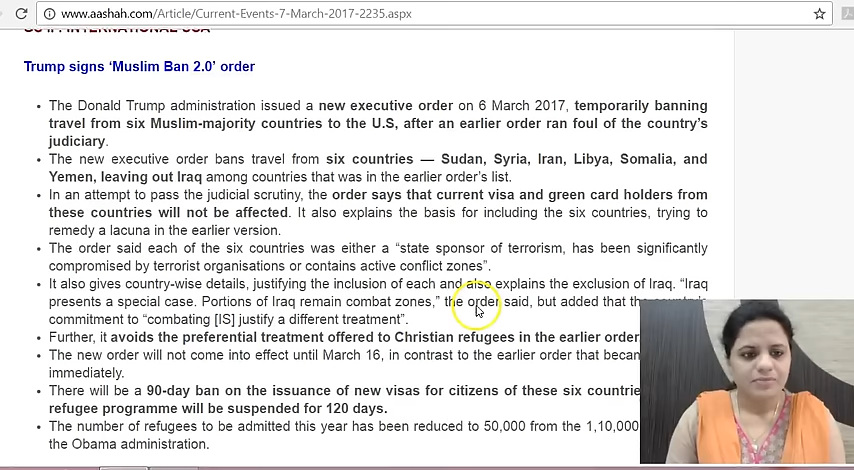 www.aashah.com/Article/Current-Events-7-March-2017-2235.aspx
Trump signs ‘Muslim Ban 2.0’ order
• The Donald Trump administration issued a new executive order on 6 March 2017, temporarily banning
travel from six Muslim-majority countries to the U.S, after an earlier order ran foul of the country’s
judiciary.
• The new executive order bans travel from six countries — Sudan, Syria, Iran, Libya, Somalia, and
Yemen, leaving out Iraq among countries that was in the earlier order’s list.
• In an attempt to pass the judicial scrutiny, the order says that current visa and green card holders from
these countries will not be affected. It also explains the basis for including the six countries, trying to
remedy a lacuna in the earlier version.
• The order said each of the six countries was either a “state sponsor of terrorism, has been significantly
compromised by terrorist organisations or contains active conflict zones”.
• It also gives country-wise details, justifying the inclusion of each and also explains the exclusion of Iraq. “Iraq
presents a special case. Portions of Iraq remain combat zones,” the order said, but added that
commitment to “combating [IS] justify a different treatment”.
• Further, it avoids the preferential treatment offered to Christian refugees in the earlier order.
• The new order will not come into effect until March 16, in contrast to the earlier order that
immediately.
• There will be a 90-day ban on the issuance of new visas for citizens of these six
refugee programme will be suspended for 120 days.
• The number of refugees to be admitted this year has been reduced to 50,000 from the 1,10,000
the Obama administration.